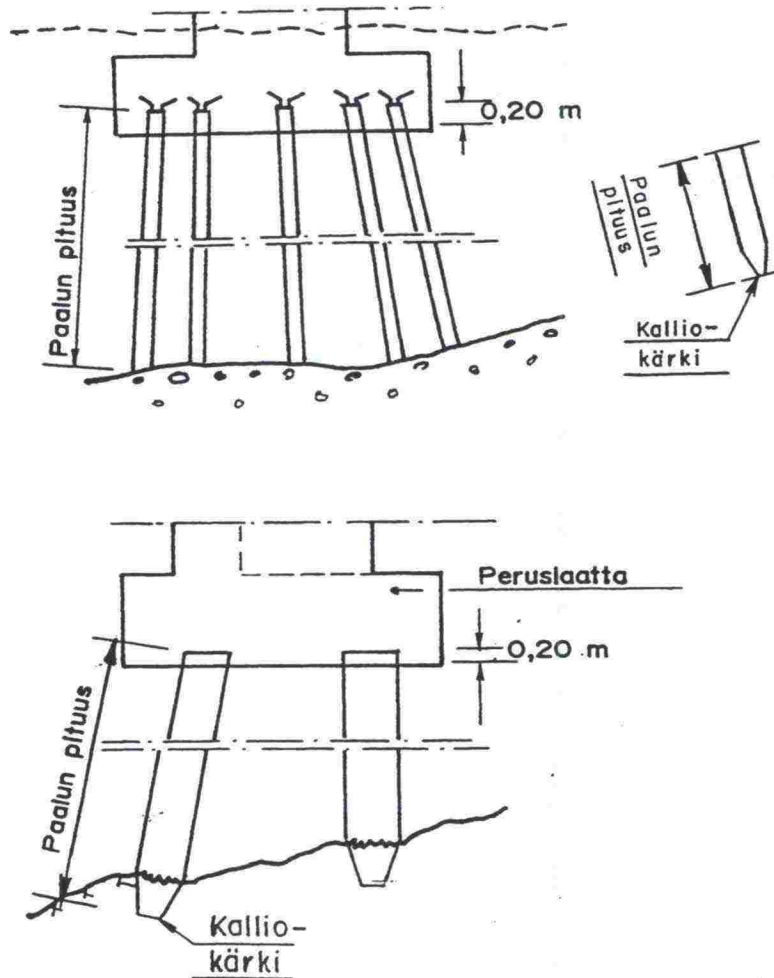 0,20 m
Paalun pituus
Paalun
pituus
Kallio-
kärki
Peruslaatta
0,20 m
Paalun pituus
Kallio-
kärki